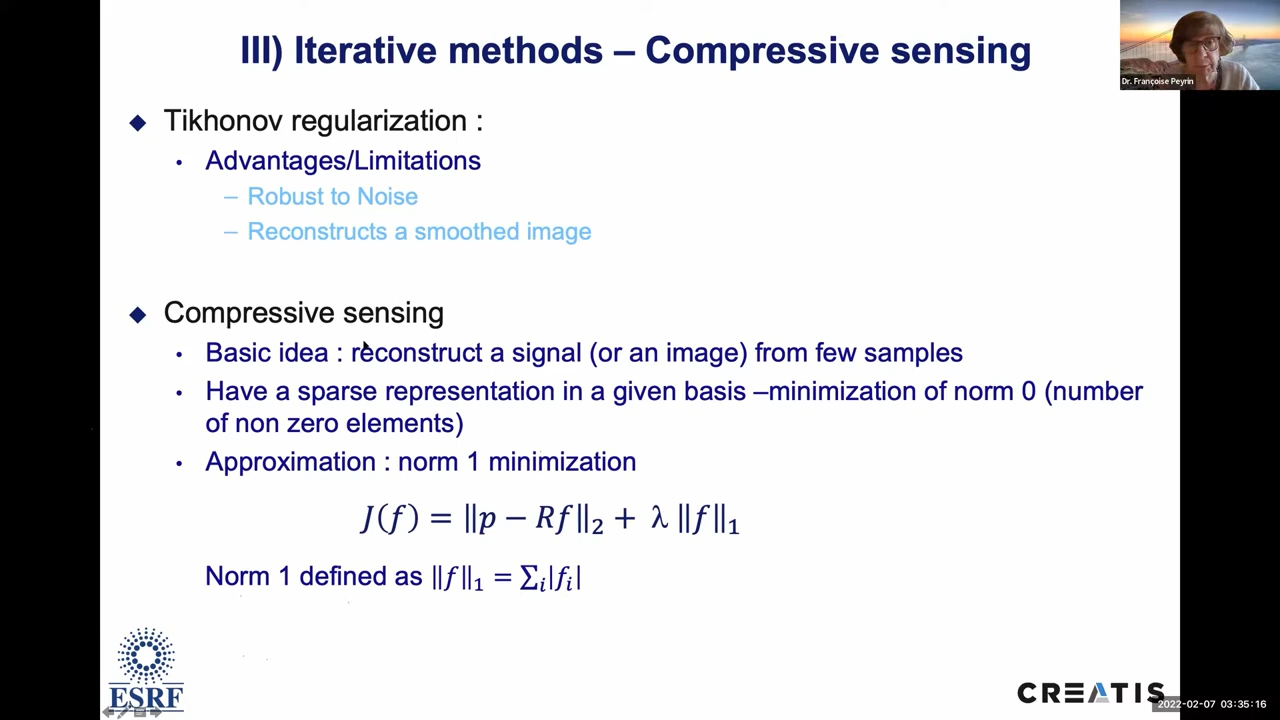 III) Iterative methods – Compressive sensing
Dr. Françoise Peyrin
Tikhonov regularization :
Advantages/Limitations
– Robust to Noise
– Reconstructs a smoothed image
Compressive sensing
Basic idea : reconstruct a signal (or an image) from few samples
Have a sparse representation in a given basis –minimization of norm 0 (number
of non zero elements)
Approximation : norm 1 minimization
J(f) = ‖p − Rf‖₂ + λ ‖f‖₁
Norm 1 defined as ‖f‖₁ = ∑ᵢ|fᵢ|
ESRF
CREATIS
2022-02-07 03:35:16